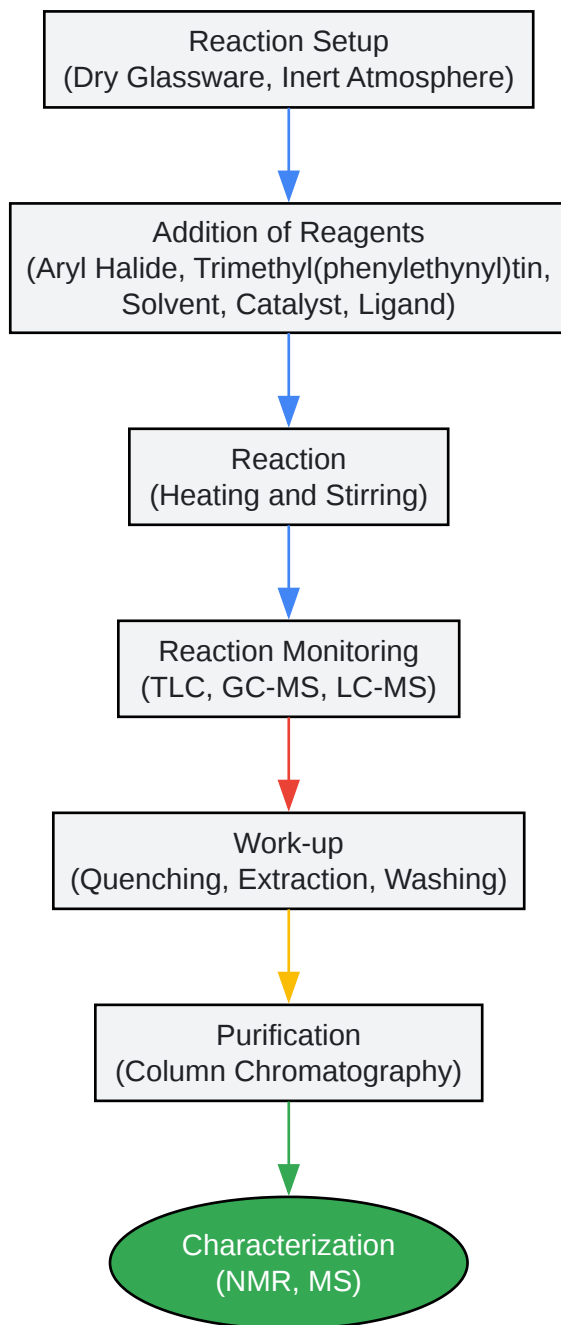 Reaction Setup
(Dry Glassware, Inert Atmosphere)
Addition of Reagents
(Aryl Halide, Trimethyl(phenylethynyl)tin,
Solvent, Catalyst, Ligand)
Reaction
(Heating and Stirring)
Reaction Monitoring
(TLC, GC-MS, LC-MS)
Work-up
(Quenching, Extraction, Washing)
Purification
(Column Chromatography)
Characterization
(NMR, MS)